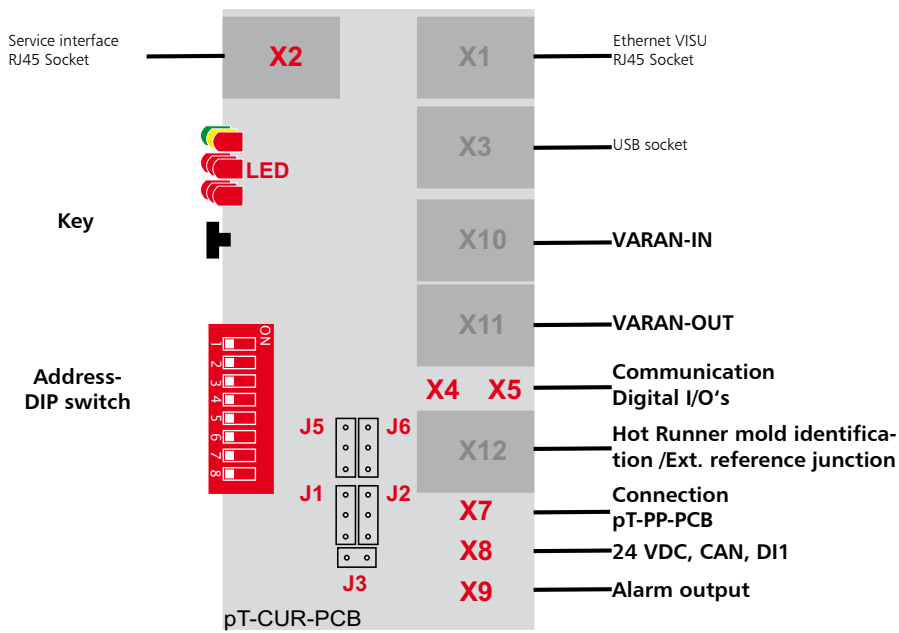 Service interface
RJ45 Socket
X2
X1
Ethernet VISU
RJ45 Socket
X3
USB socket
LED
Key
X10
VARAN-IN
X11
VARAN-OUT
ON
1
2
3
4
5
6
7
8
Address-
DIP switch
X4 X5
Communication
Digital I/O‘s
J5 J6
X12
Hot Runner mold identifica-
tion /Ext. reference junction
J1 J2
X7
Connection
pT-PP-PCB
X8
24 VDC, CAN, DI1
J3
X9
Alarm output
pT-CUR-PCB